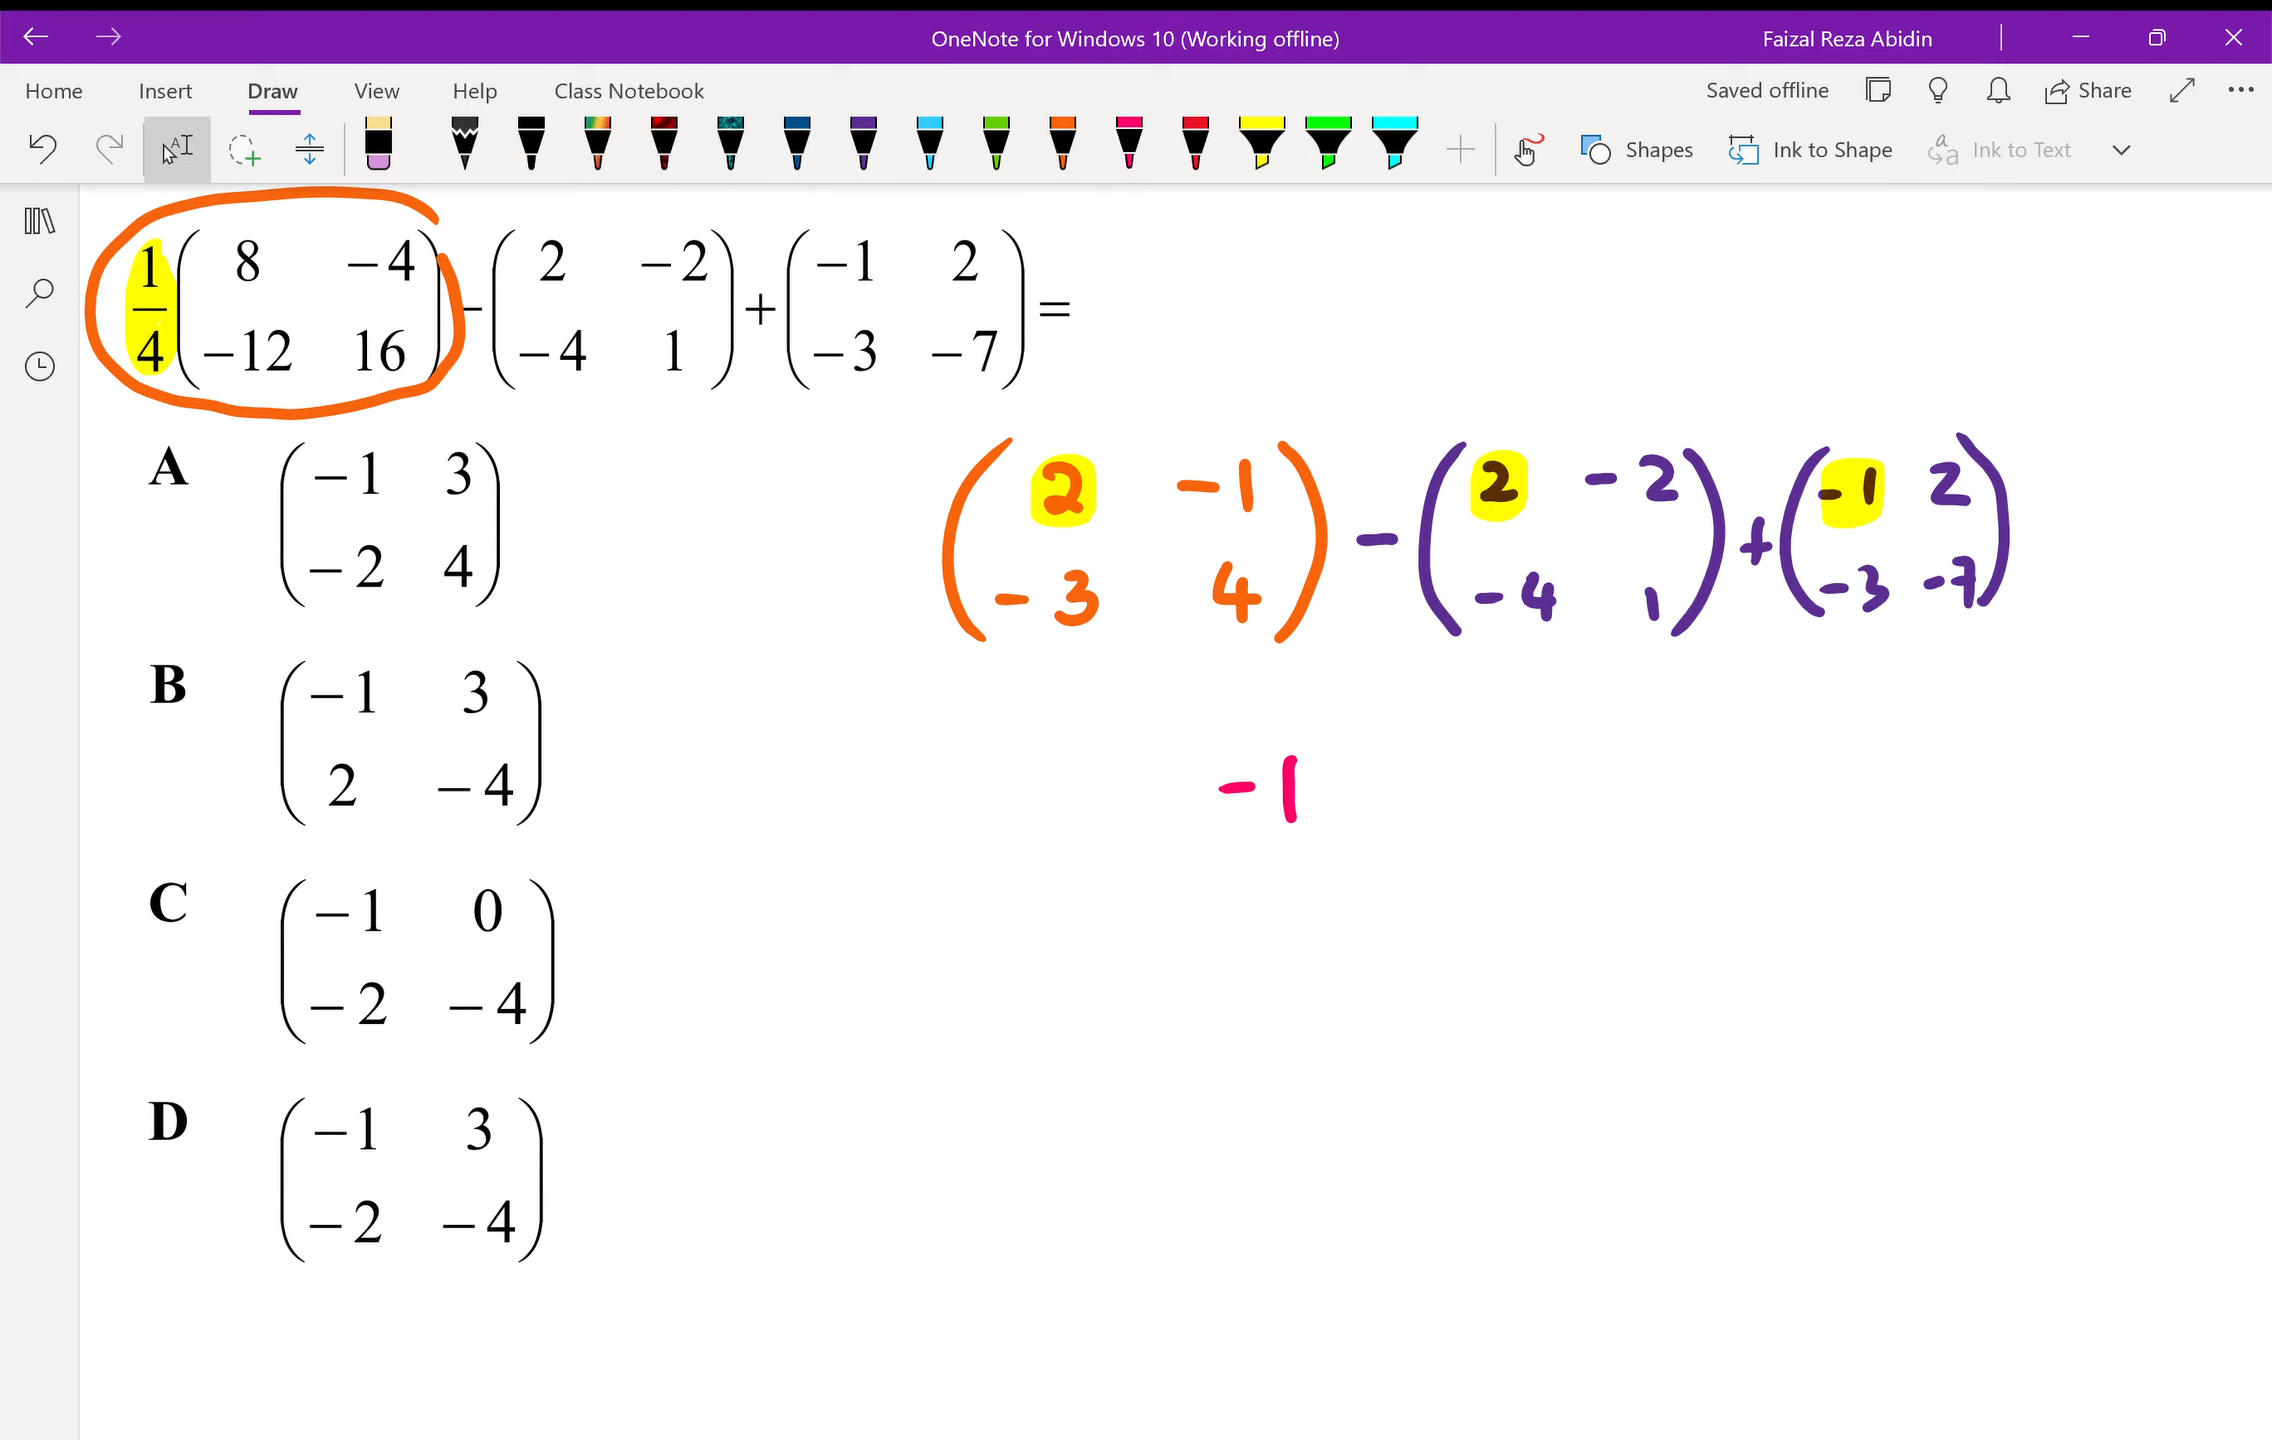 OneNote for Windows 10 (Working offline) Faizal Reza Abidin
Home Insert Draw View Help Class Notebook Saved offline Share
Shapes Ink to Shape Ink to Text
1/4 ( 8 −4 ; −12 16 ) - ( 2 −2 ; −4 1 ) + ( −1 2 ; −3 −7 ) =
A ( −1 3 ; −2 4 )
( 2 -1 ; -3 4 ) - ( 2 -2 ; -4 1 ) + ( -1 2 ; -3 -7 )
B ( −1 3 ; 2 −4 )
-1
C ( −1 0 ; −2 −4 )
D ( −1 3 ; −2 −4 )